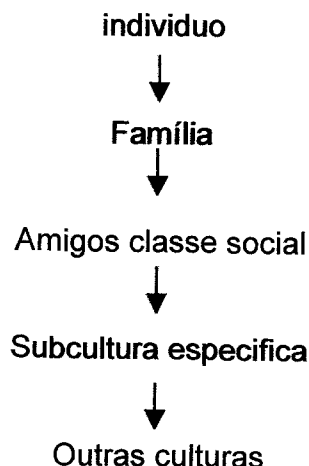 individuo
Família
Amigos classe social
Subcultura especifica
Outras culturas